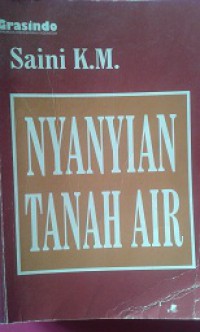 Grasindo
Saini K.M.
NYANYIAN
TANAH AIR